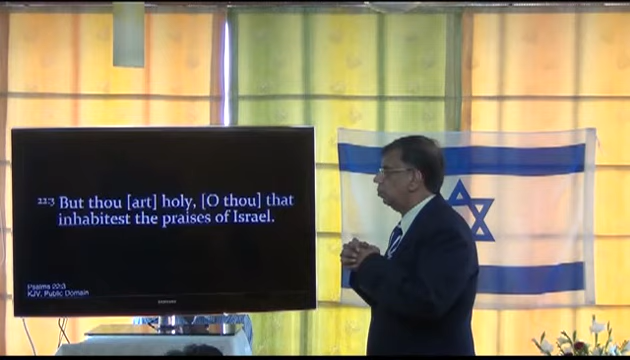 22:3 But thou [art] holy, [O thou] that
inhabitest the praises of Israel.
Psalms 22:3
KJV, Public Domain
SAMSUNG